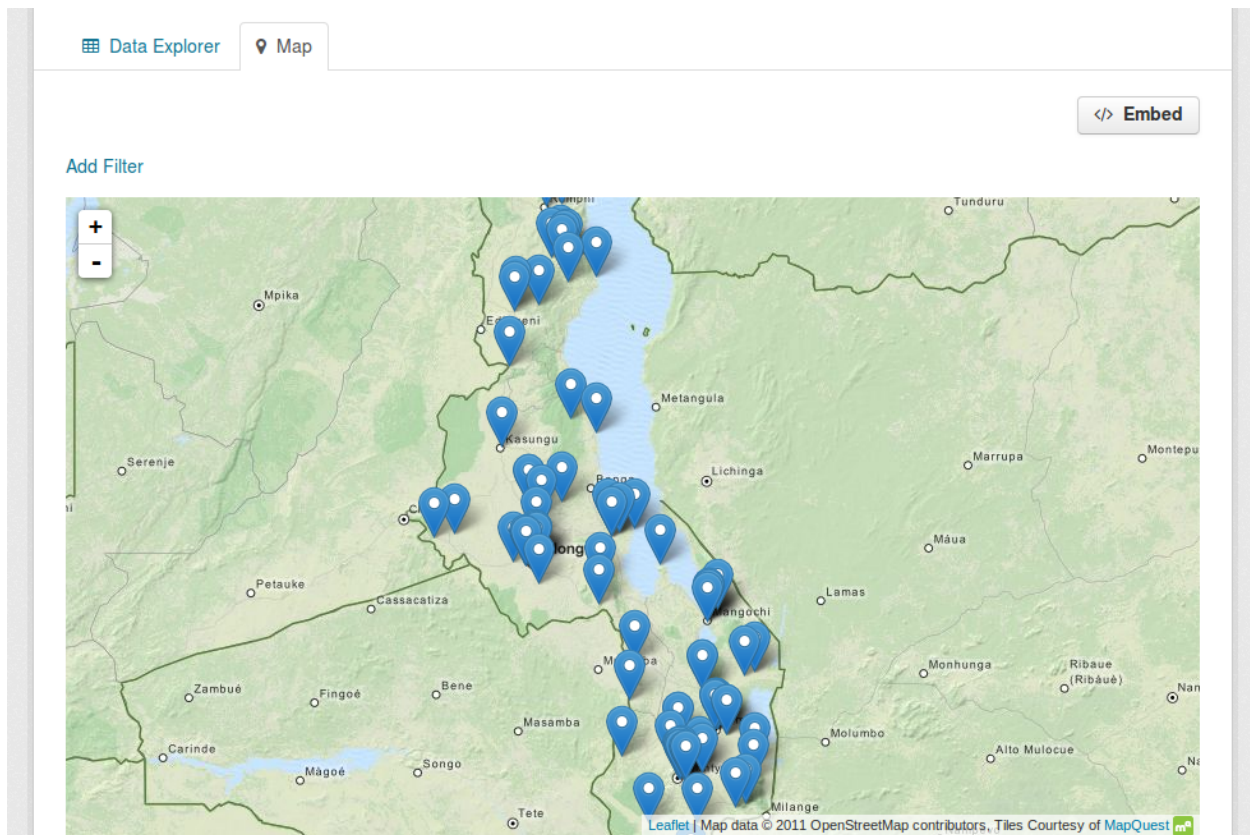 Data Explorer
Map
</> Embed
Add Filter
+
-
Tunduru
Mpika
Metangula
Kasungu
Serenje
Lichinga
Marrupa
Máua
Petauke
Cassacatiza
Lamas
Mangochi
Monhunga
Ribaue
(Ribáuè)
Zambué
Fingoé
Bene
Masamba
Molumbo
Carinde
Songo
Màgoé
Alto Mulocue
Tete
Milange
Leaflet | Map data © 2011 OpenStreetMap contributors, Tiles Courtesy of MapQuest